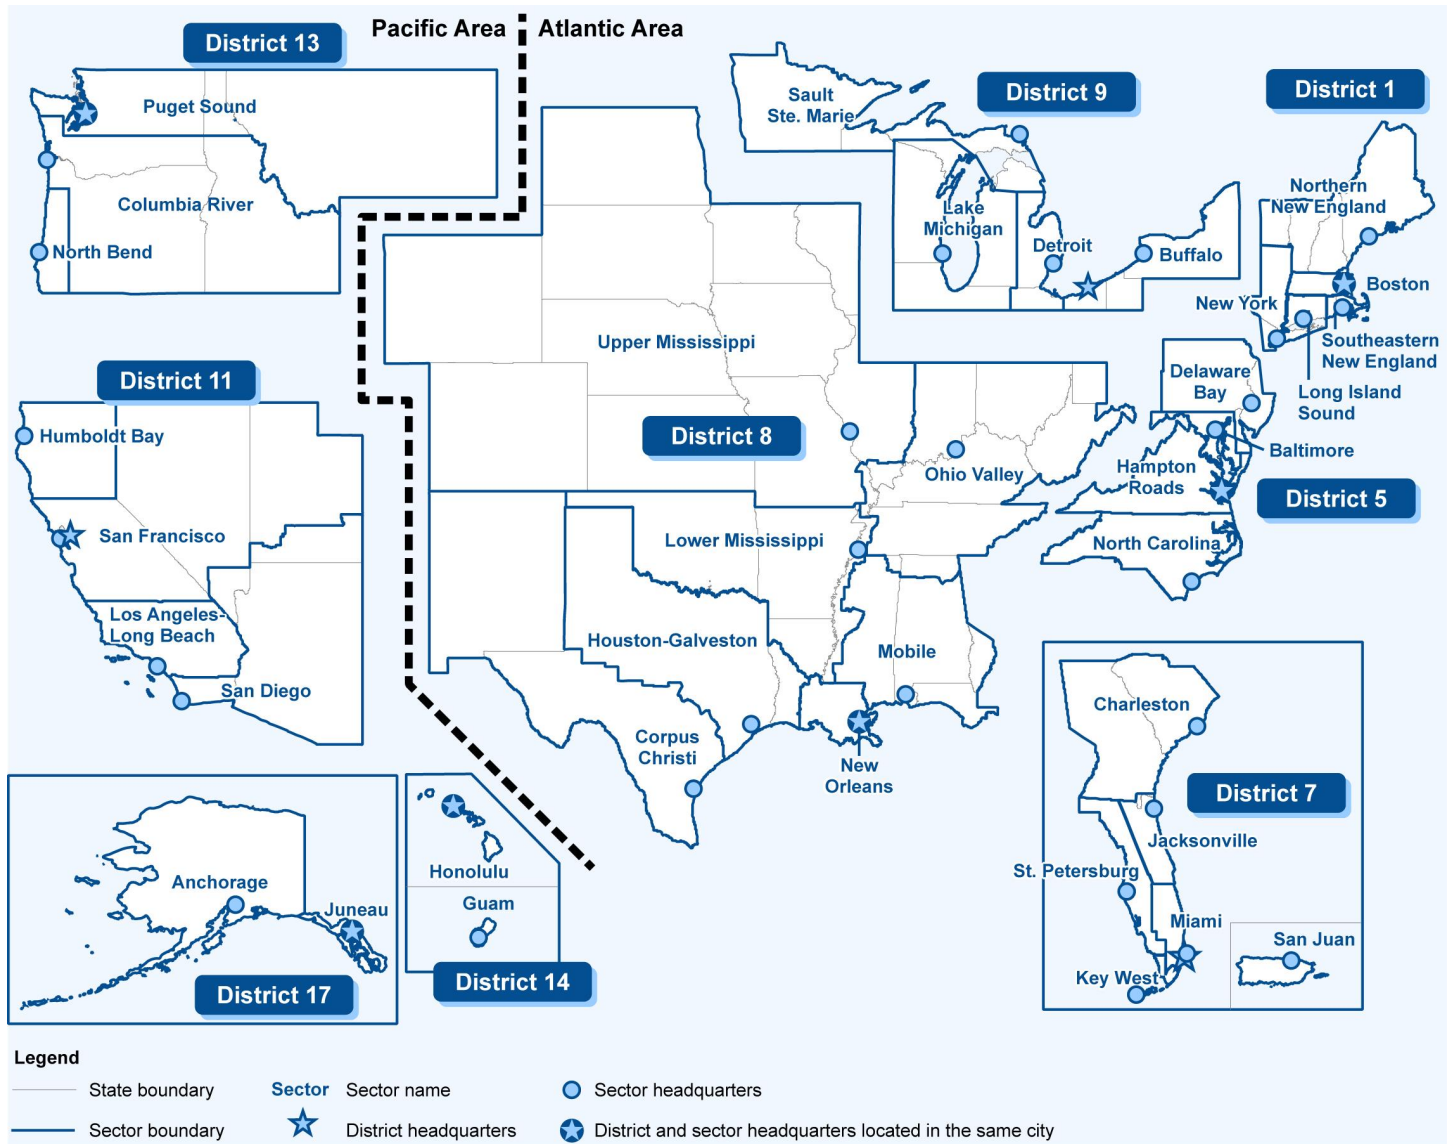 Pacific Area
Atlantic Area
District 13
Puget Sound
Columbia River
North Bend
District 9
Sault
Ste. Marie
Lake
Michigan
Detroit
Buffalo
District 1
Northern
New England
Boston
New York
Southeastern
New England
Long Island
Sound
District 11
Humboldt Bay
San Francisco
Los Angeles-
Long Beach
San Diego
District 8
Upper Mississippi
Ohio Valley
Lower Mississippi
Houston-Galveston
Mobile
Corpus
Christi
New
Orleans
Delaware
Bay
Baltimore
Hampton
Roads
District 5
North Carolina
District 7
Charleston
Jacksonville
St. Petersburg
Miami
Key West
San Juan
Anchorage
Juneau
District 17
Honolulu
Guam
District 14
Legend
State boundary
Sector boundary
Sector
Sector name
District headquarters
Sector headquarters
District and sector headquarters located in the same city